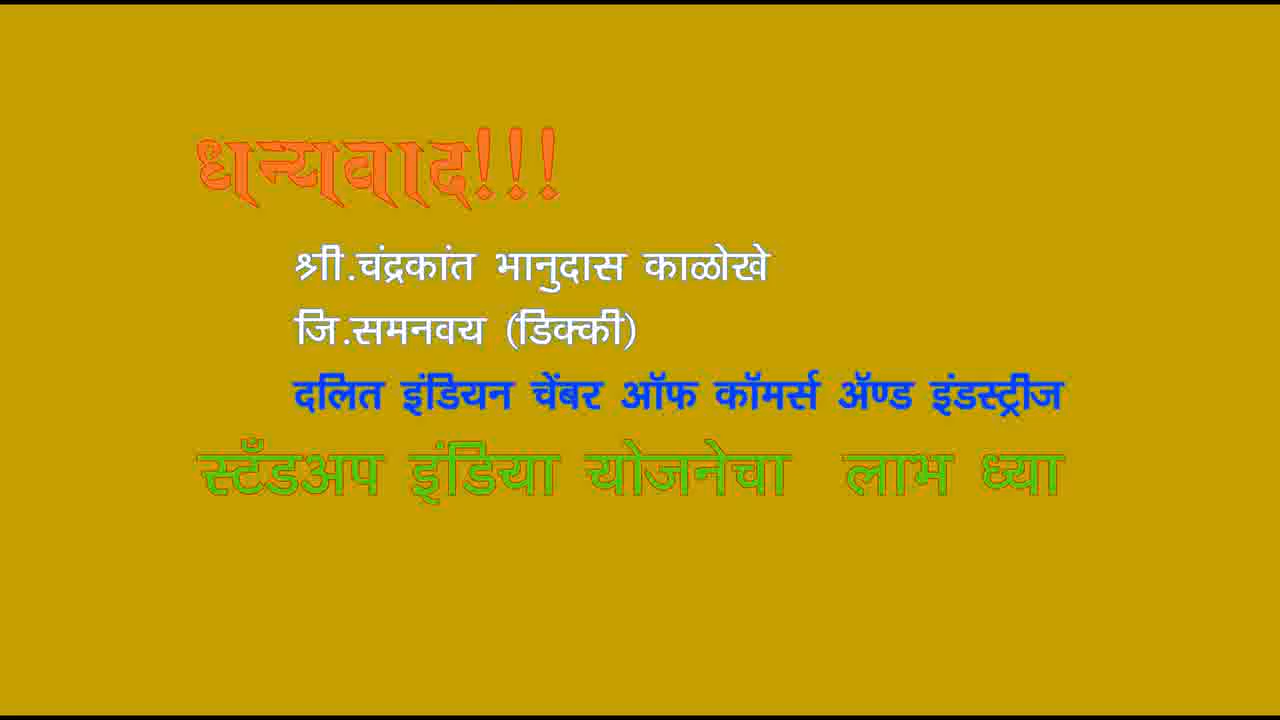 धन्यवाद!!!
श्री.चंद्रकांत भानुदास काळोखे
जि.समनवय (डिक्की)
दलित इंडियन चेंबर ऑफ कॉमर्स ॲण्ड इंडस्ट्रीज
स्टँडअप इंडिया योजनेचा लाभ ध्या